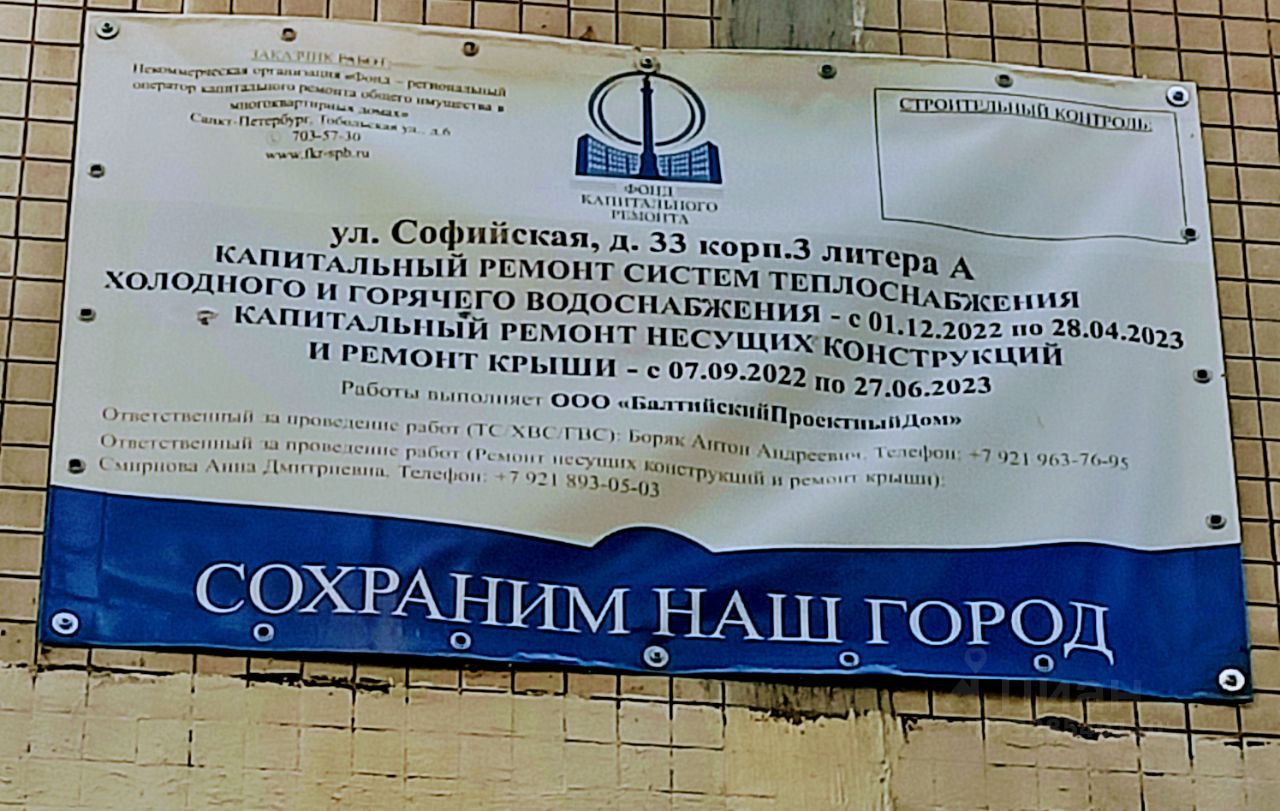 ЗАКАЗЧИК РАБОТ:
Некоммерческая организация «Фонд – региональный
оператор капитального ремонта общего имущества в
многоквартирных домах»
Санкт-Петербург, Тобольская ул., д.6
703-57-30
www.fkr-spb.ru
ФОНД
КАПИТАЛЬНОГО
РЕМОНТА
СТРОИТЕЛЬНЫЙ КОНТРОЛЬ:
ул. Софийская, д. 33 корп.3 литера А
КАПИТАЛЬНЫЙ РЕМОНТ СИСТЕМ ТЕПЛОСНАБЖЕНИЯ
ХОЛОДНОГО И ГОРЯЧЕГО ВОДОСНАБЖЕНИЯ - с 01.12.2022 по 28.04.2023
КАПИТАЛЬНЫЙ РЕМОНТ НЕСУЩИХ КОНСТРУКЦИЙ
И РЕМОНТ КРЫШИ - с 07.09.2022 по 27.06.2023
Работы выполняет ООО «БалтийскийПроектныйДом»
Ответственный за проведение работ (ТС/ХВС/ГВС): Боряк Антон Андреевич. Телефон: +7 921 963-76-95
Ответственный за проведение работ (Ремонт несущих конструкций и ремонт крыши):
Смирнова Анна Дмитриевна. Телефон: +7 921 893-05-03
СОХРАНИМ НАШ ГОРОД
ЦИАН